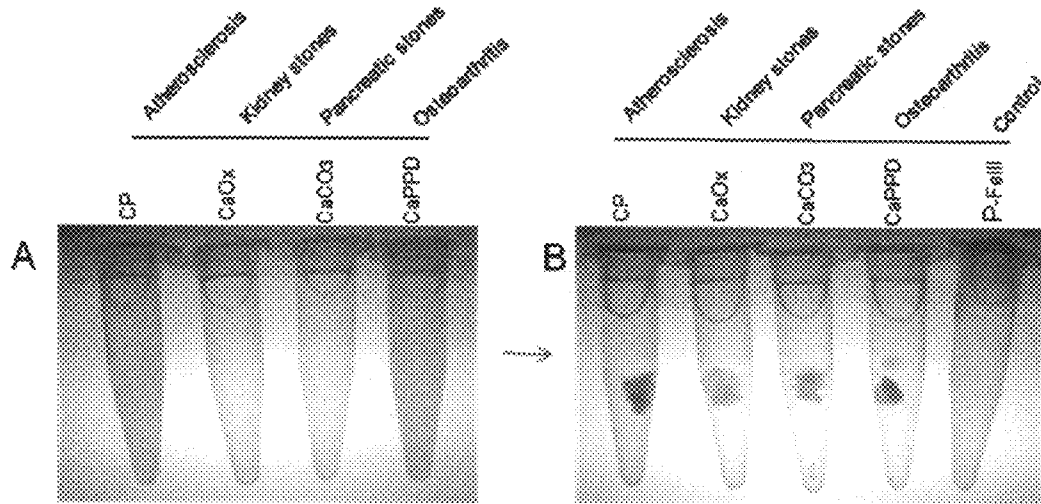 Atherosclerosis
Kidney stones
Pancreatic stones
Osteoarthritis
CP
CaOx
CaCO3
CaPPD
A
Atherosclerosis
Kidney stones
Pancreatic stones
Osteoarthritis
Control
CP
CaOx
CaCO3
CaPPD
P-FeIII
B